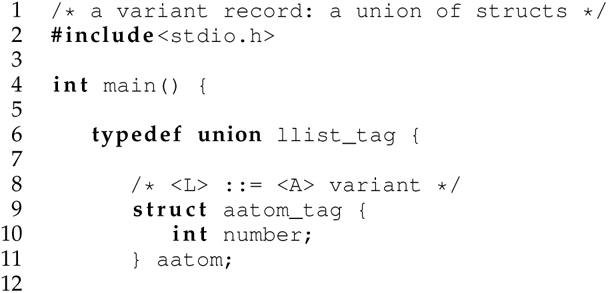 1 /* a variant record: a union of structs */
2 #include<stdio.h>
3
4 int main() {
5
6 typedef union llist_tag {
7
8 /* <L> ::= <A> variant */
9 struct aatom_tag {
10 int number;
11 } aatom;
12